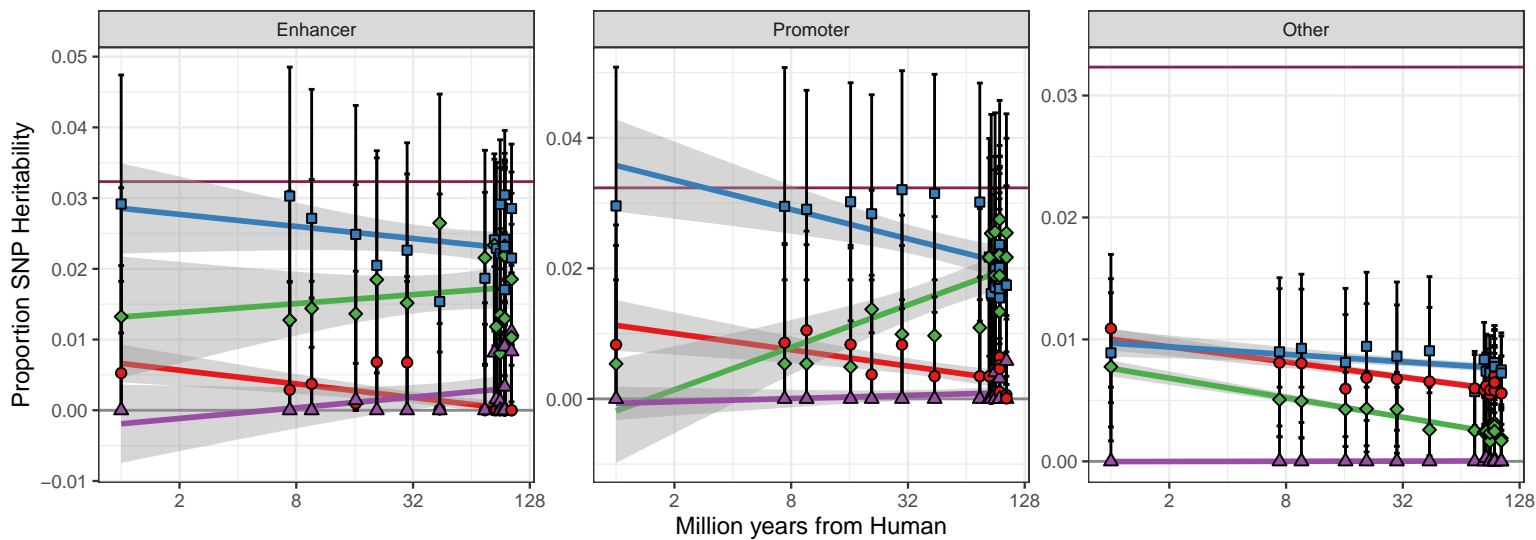 Enhancer
Promoter
Other
Proportion SNP Heritability
0.05
0.04
0.03
0.02
0.01
0.00
−0.01
0.04
0.02
0.00
0.03
0.02
0.01
0.00
2 8 32 128
2 8 32 128
2 8 32 128
Million years from Human